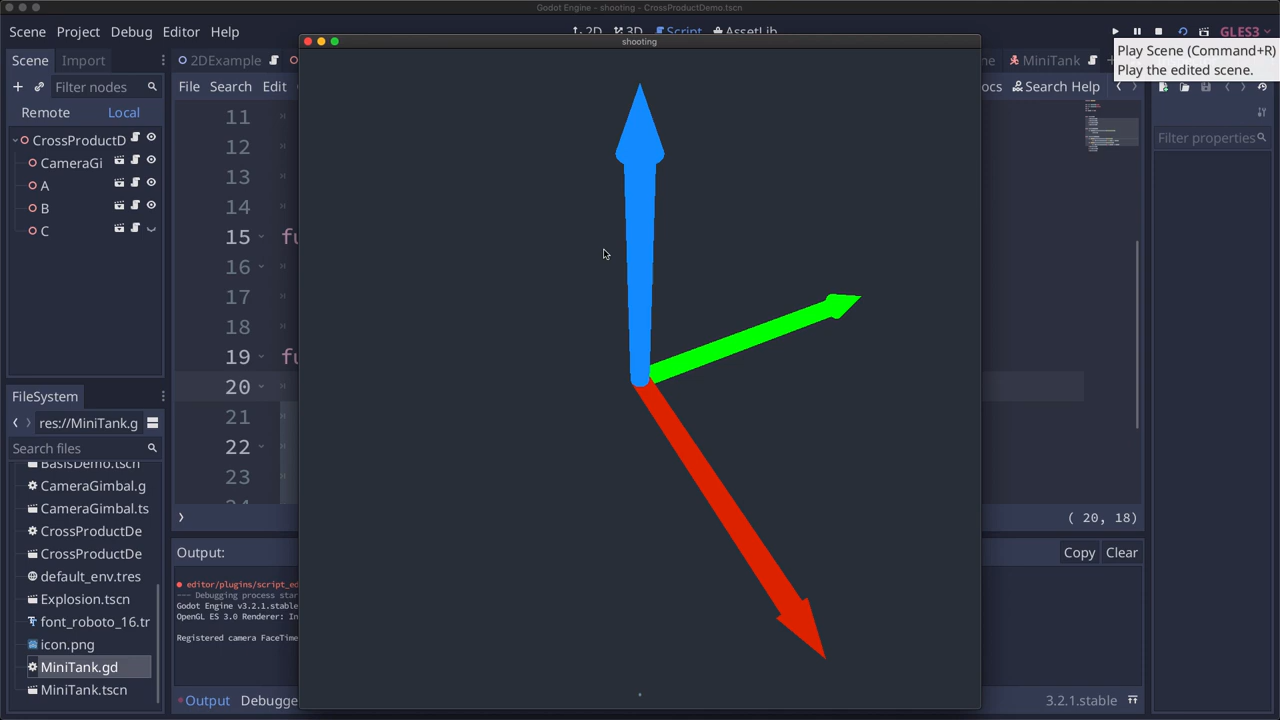 Godot Engine - shooting - CrossProductDemo.tscn
Scene Project Debug Editor Help
2D 3D Script AssetLib
GLES3
shooting
Play Scene (Command+R)
Play the edited scene.
Scene Import
2DExample
MiniTank
Filter nodes
File Search Edit
ocs Search Help
Remote Local
Filter properties
CrossProductD
CameraGi
A
B
C
11
12
13
14
15 fu
16
17
18
19 fu
20
21
22
23
24
( 20, 18)
FileSystem
res://MiniTank.g
Search files
BasisDemo.tscn
CameraGimbal.g
CameraGimbal.ts
CrossProductDe
CrossProductDe
default_env.tres
Explosion.tscn
font_roboto_16.tr
icon.png
MiniTank.gd
MiniTank.tscn
Output:
Copy Clear
editor/plugins/script_ed
--- Debugging process star
Godot Engine v3.2.1.stable
OpenGL ES 3.0 Renderer: In
Registered camera FaceTime
Output Debugge
3.2.1.stable